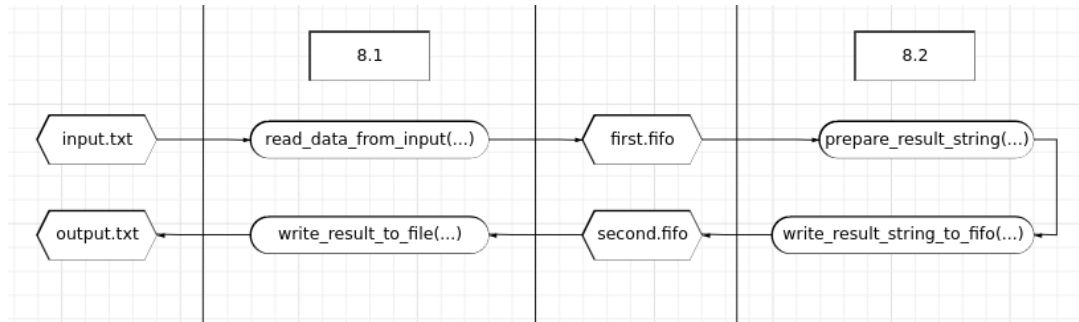 8.1
8.2
input.txt
read_data_from_input(...)
first.fifo
prepare_result_string(...)
output.txt
write_result_to_file(...)
second.fifo
write_result_string_to_fifo(...)